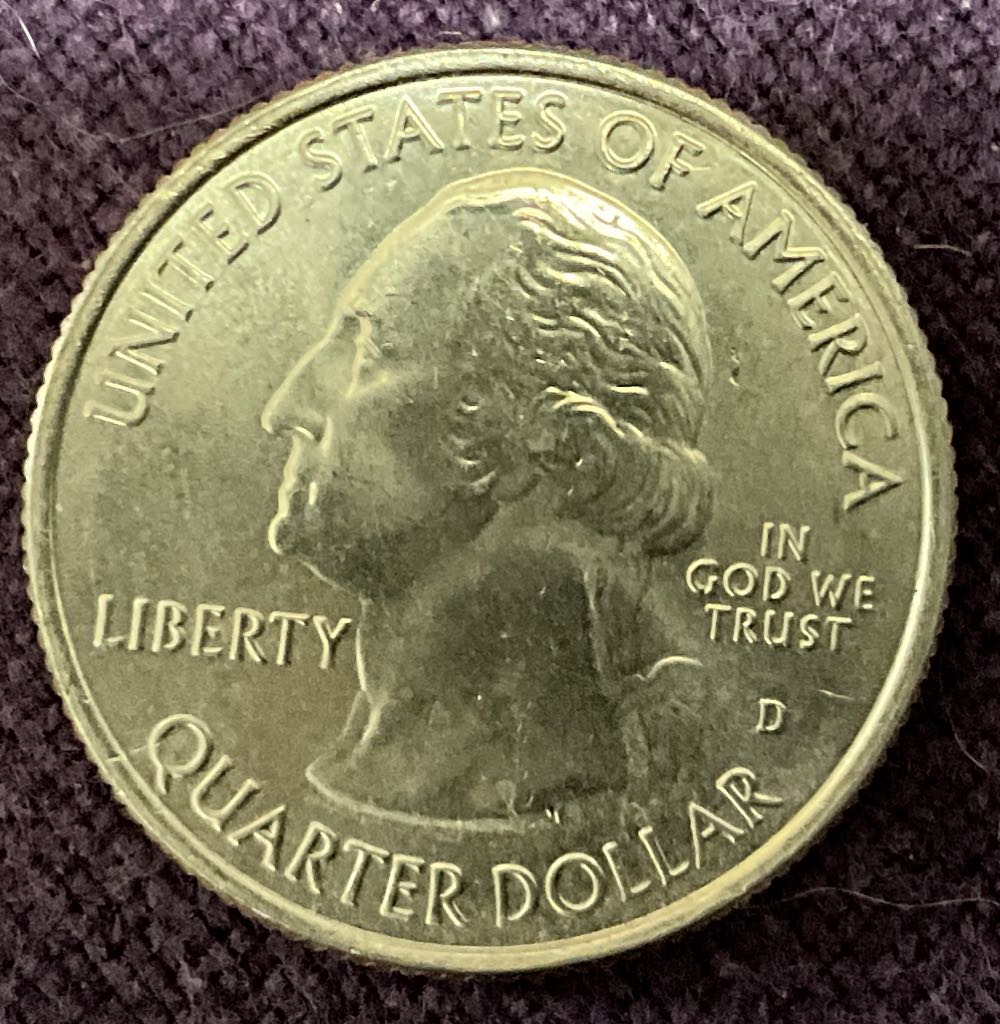 UNITED STATES OF AMERICA
LIBERTY
IN
GOD WE
TRUST
D
QUARTER DOLLAR